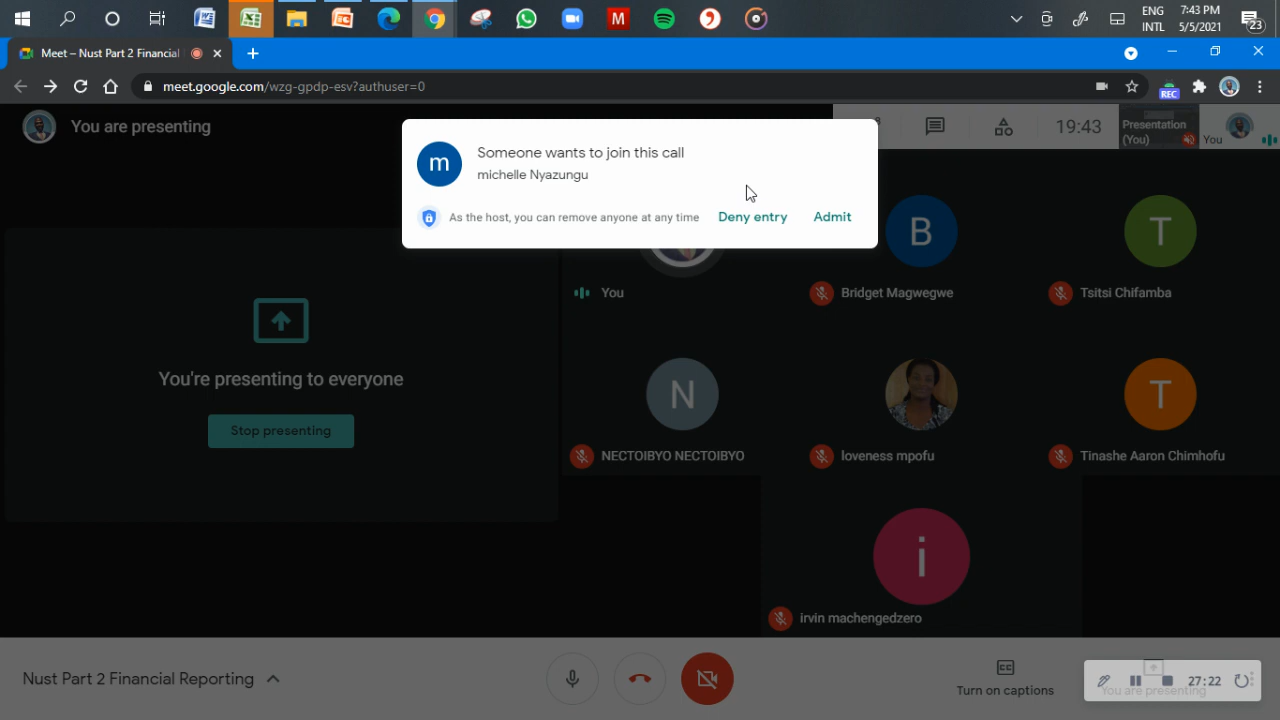 ENG
INTL
7:43 PM
5/5/2021
23
Meet – Nust Part 2 Financial
meet.google.com/wzg-gpdp-esv?authuser=0
REC
You are presenting
19:43
Presentation
(You)
You
m
Someone wants to join this call
michelle Nyazungu
As the host, you can remove anyone at any time
Deny entry
Admit
You're presenting to everyone
Stop presenting
You
B
Bridget Magwegwe
T
Tsitsi Chifamba
N
NECTOIBYO NECTOIBYO
loveness mpofu
T
Tinashe Aaron Chimhofu
i
irvin machengedzero
Nust Part 2 Financial Reporting
CC
Turn on captions
27:22
You are presenting